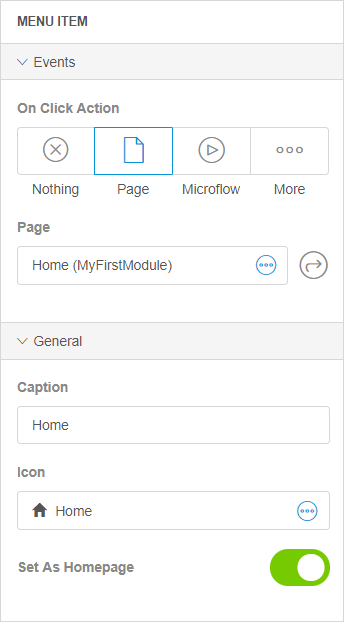 MENU ITEM
Events
On Click Action
Nothing Page Microflow More
Page
Home (MyFirstModule)
General
Caption
Home
Icon
Home
Set As Homepage